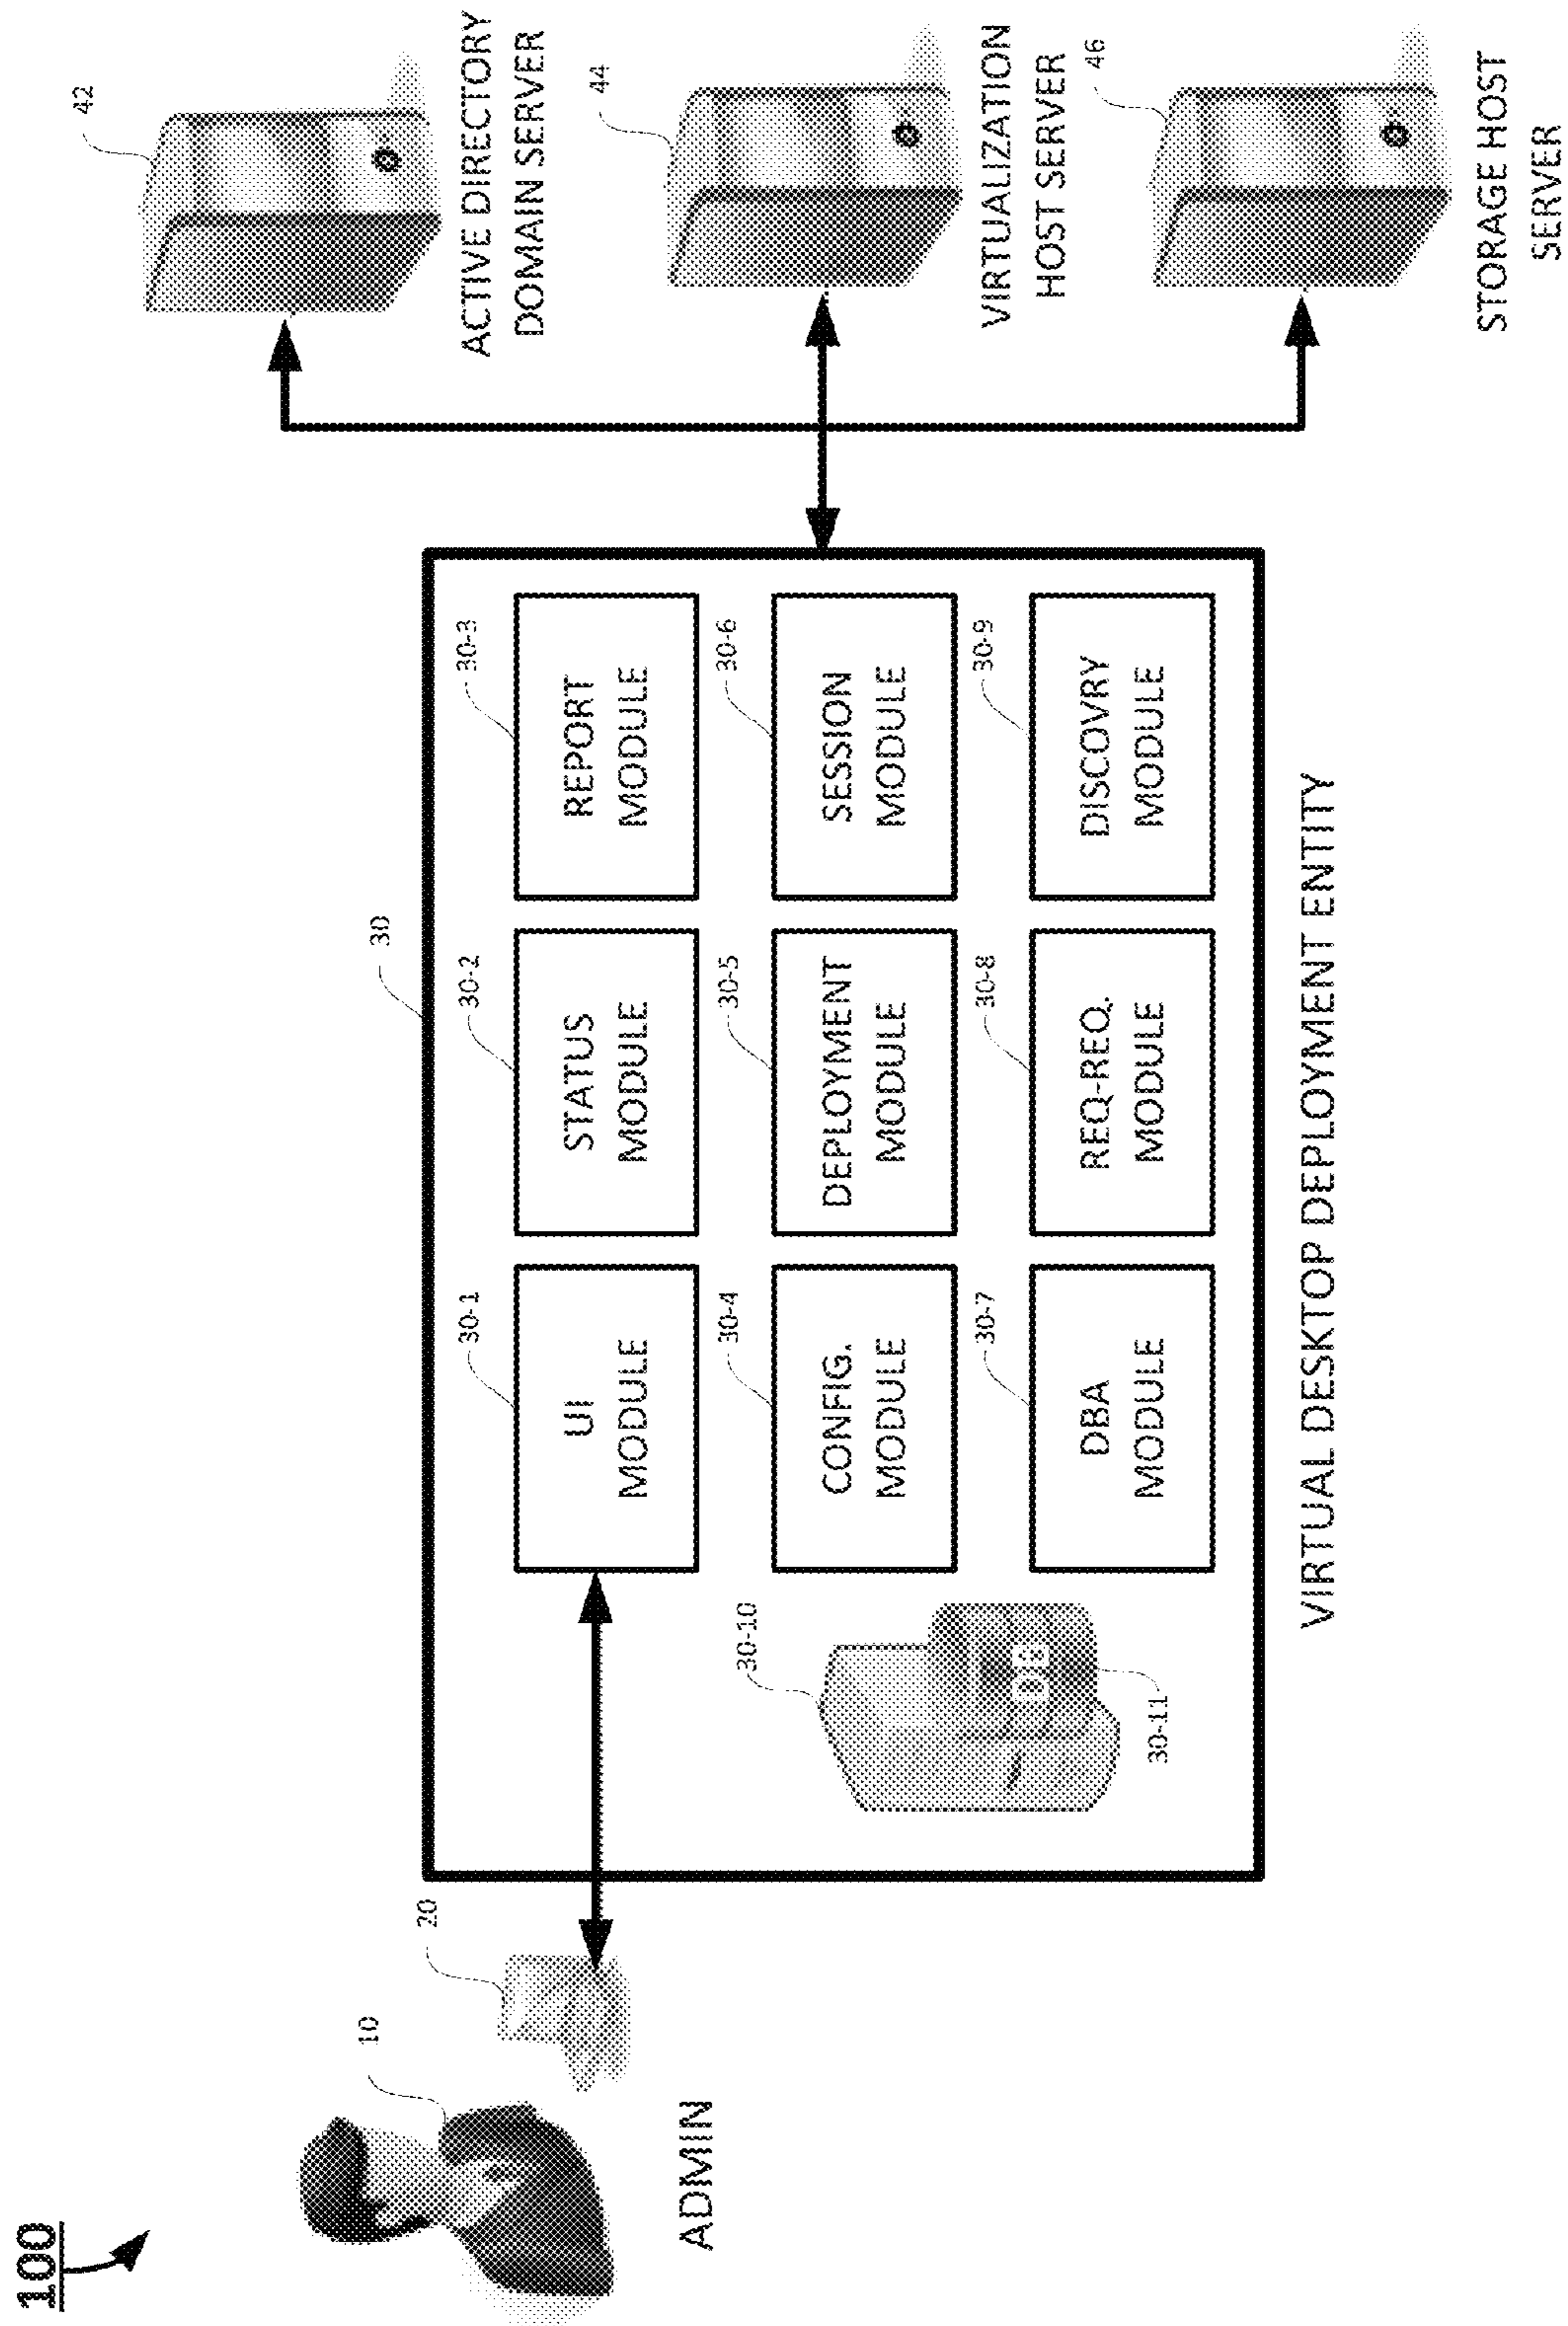 100
10
ADMIN
20
30
30-1
UI
MODULE
30-2
STATUS
MODULE
30-3
REPORT
MODULE
30-4
CONFIG.
MODULE
30-5
DEPLOYMENT
MODULE
30-6
SESSION
MODULE
30-7
DBA
MODULE
30-8
REQ-REQ.
MODULE
30-9
DISCOVRY
MODULE
30-10
DB
30-11
VIRTUAL DESKTOP DEPLOYMENT ENTITY
42
ACTIVE DIRECTORY
DOMAIN SERVER
44
VIRTUALIZATION
HOST SERVER
46
STORAGE HOST
SERVER